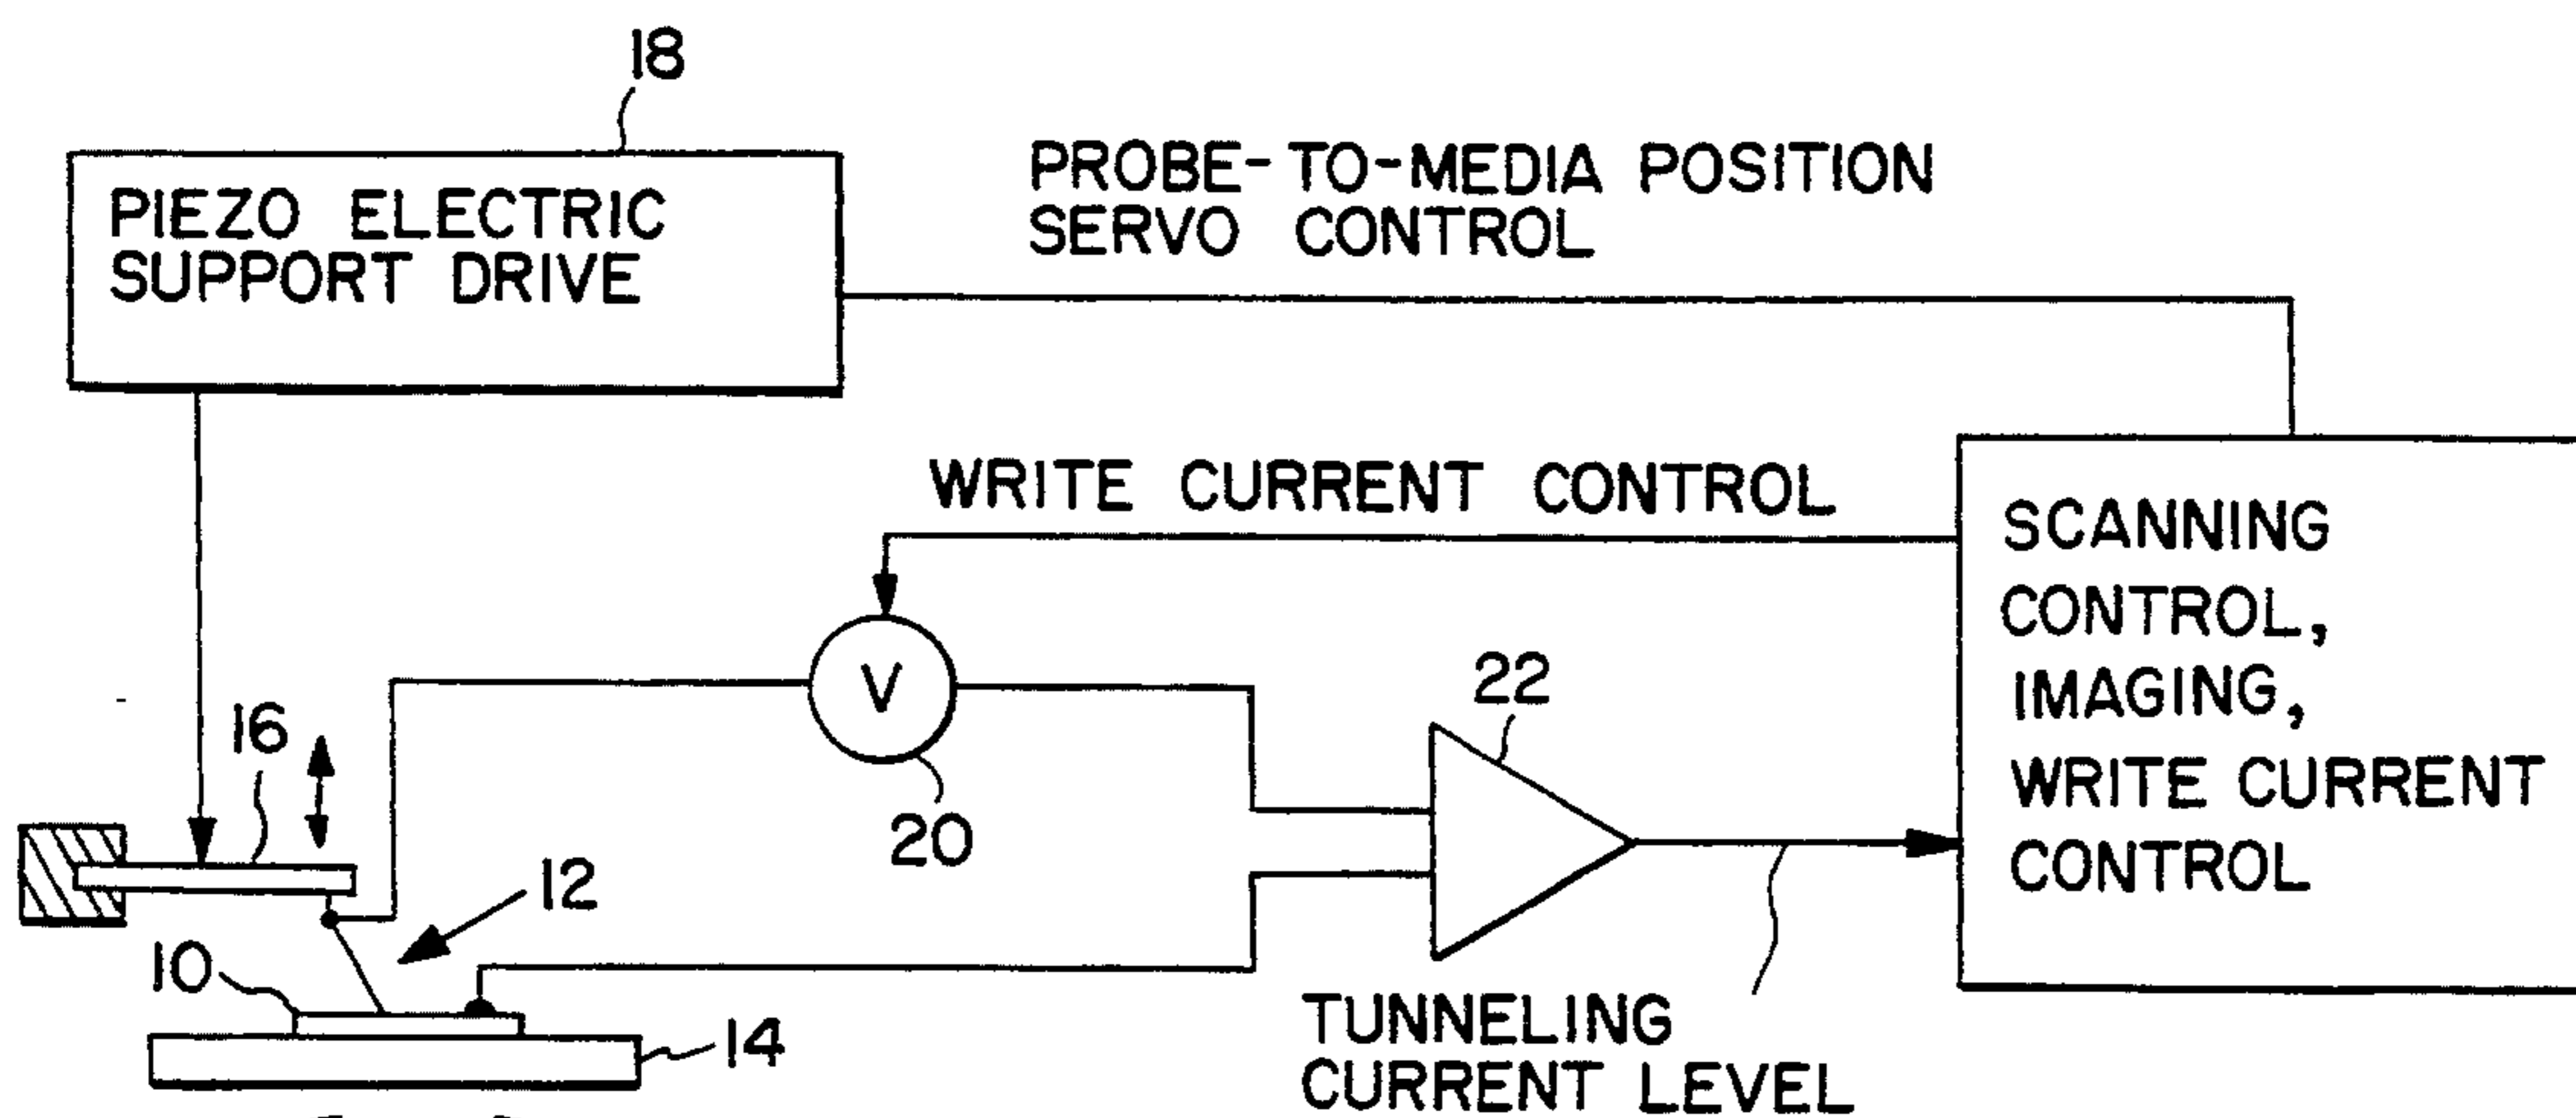 18
PIEZO ELECTRIC
SUPPORT DRIVE
PROBE-TO-MEDIA POSITION
SERVO CONTROL
WRITE CURRENT CONTROL
SCANNING
CONTROL,
IMAGING,
WRITE CURRENT
CONTROL
V
20
22
16
12
10
14
TUNNELING
CURRENT LEVEL